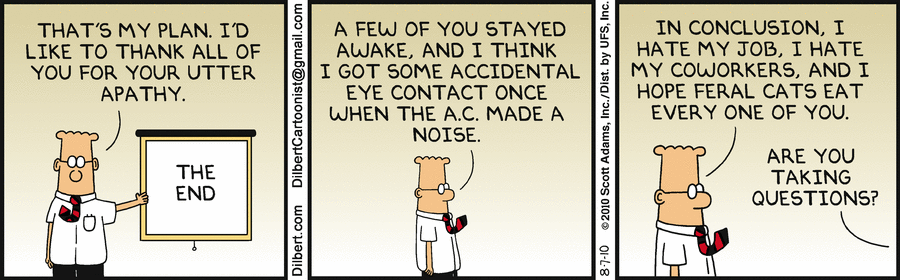 THAT'S MY PLAN. I'D
LIKE TO THANK ALL OF
YOU FOR YOUR UTTER
APATHY.
THE
END
Dilbert.com DilbertCartoonist@gmail.com
A FEW OF YOU STAYED
AWAKE, AND I THINK
I GOT SOME ACCIDENTAL
EYE CONTACT ONCE
WHEN THE A.C. MADE A
NOISE.
8-7-10 © 2010 Scott Adams, Inc./Dist. by UFS, Inc.
IN CONCLUSION, I
HATE MY JOB, I HATE
MY COWORKERS, AND I
HOPE FERAL CATS EAT
EVERY ONE OF YOU.
ARE YOU
TAKING
QUESTIONS?